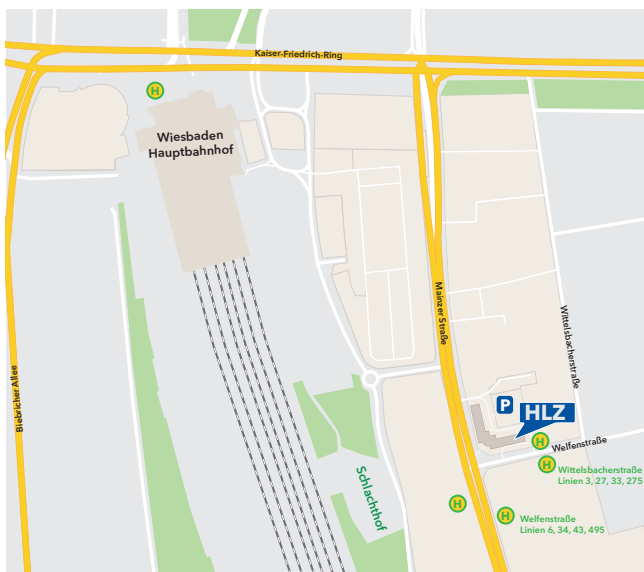 Kaiser-Friedrich-Ring
H
Wiesbaden
Hauptbahnhof
Mainzer Straße
Wittelsbacherstraße
Biebricher Allee
P
HLZ
H
Welfenstraße
H
Wittelsbacherstraße
Linien 3, 27, 33, 275
Schlachthof
H
H
Welfenstraße
Linien 6, 34, 43, 495